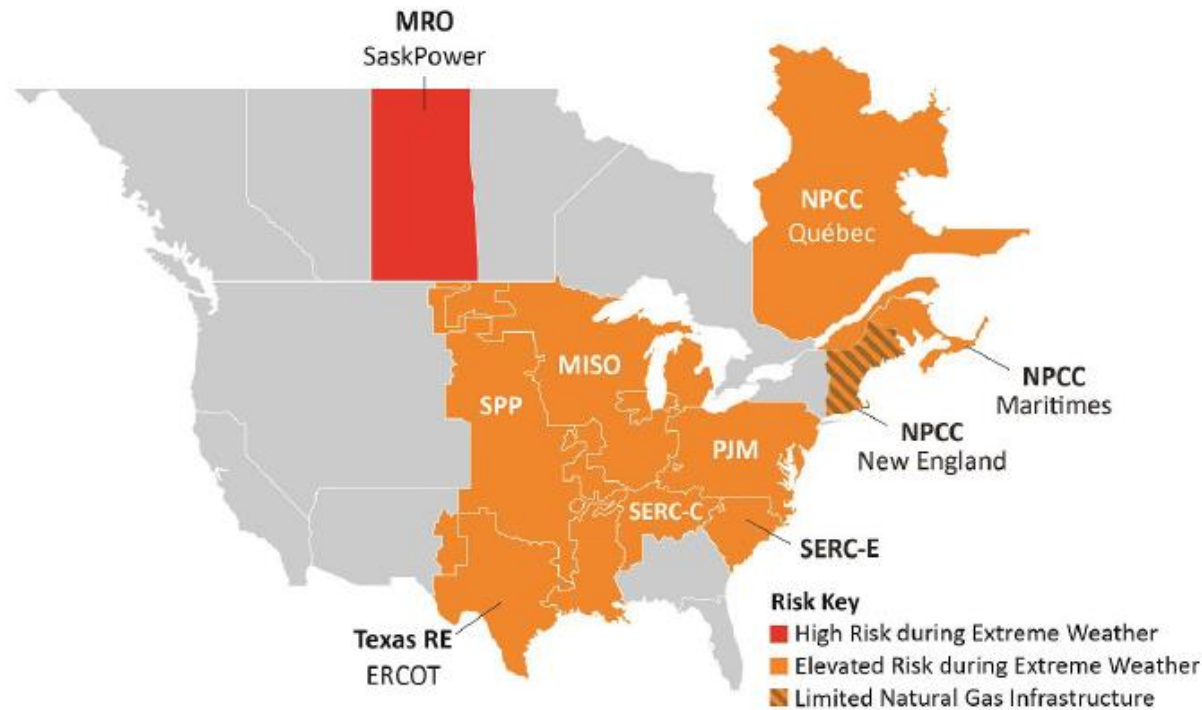 MRO
SaskPower
NPCC
Québec
MISO
SPP
NPCC
Maritimes
NPCC
New England
PJM
SERC-C
SERC-E
Texas RE
ERCOT
Risk Key
High Risk during Extreme Weather
Elevated Risk during Extreme Weather
Limited Natural Gas Infrastructure